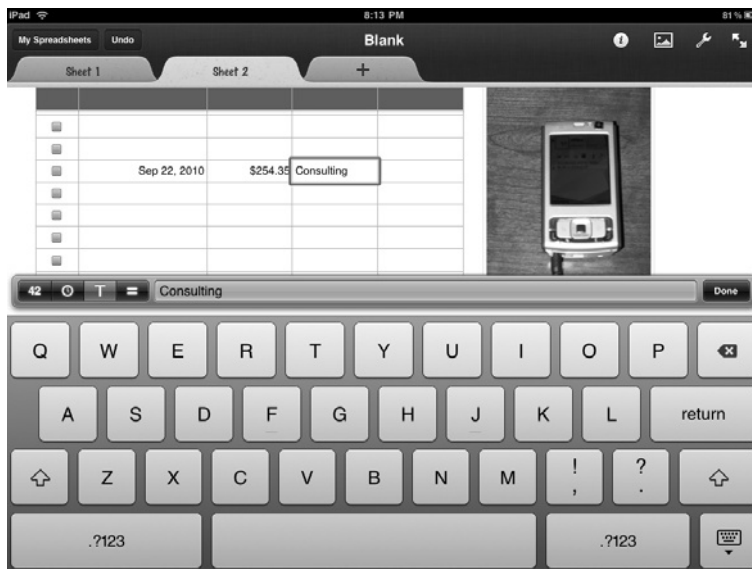 iPad 8:13 PM 81 %
My Spreadsheets Undo Blank
Sheet 1 Sheet 2 +
Sep 22, 2010 $254.35 Consulting
42 T = Consulting Done
Q W E R T Y U I O P
A S D F G H J K L return
Z X C V B N M ! , ? .
.?123 .?123